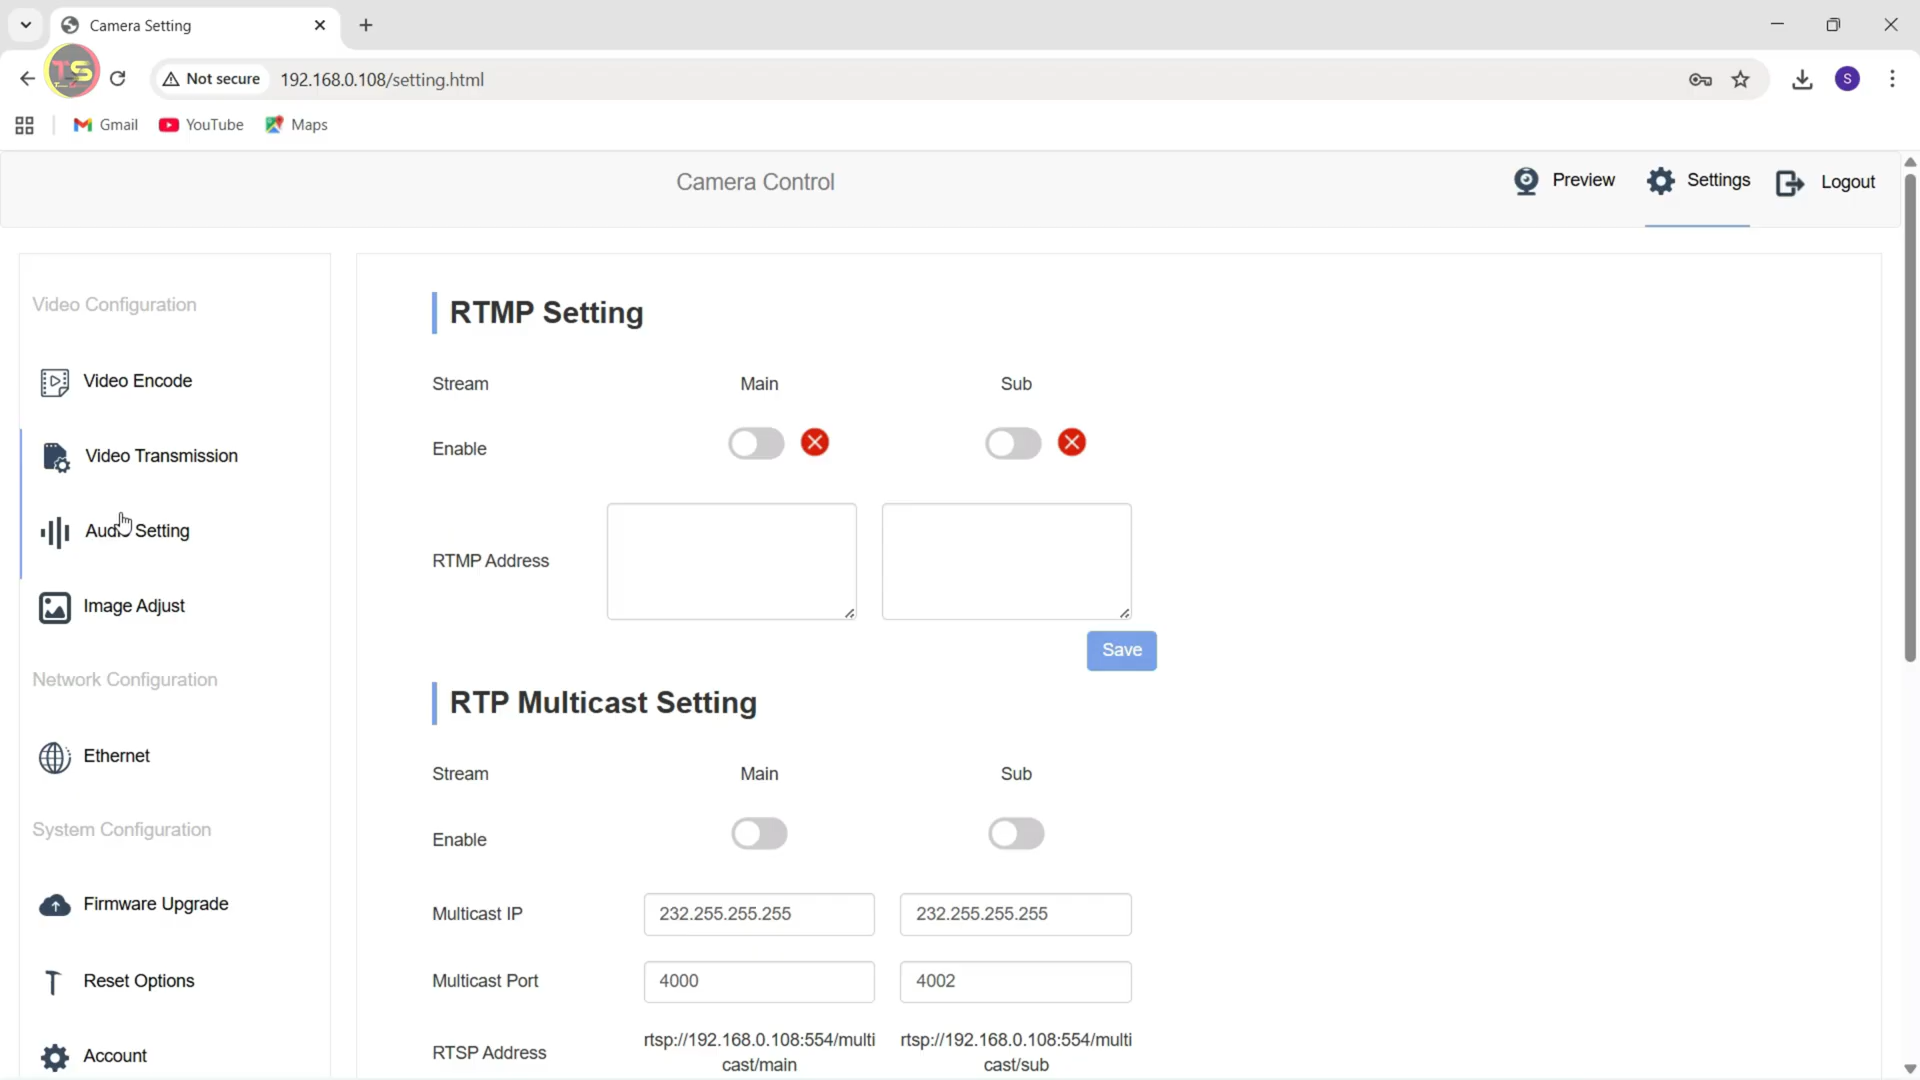 Camera Setting
TS
Not secure
192.168.0.108/setting.html
S
Gmail
YouTube
Maps
Camera Control
Preview
Settings
Logout
Video Configuration
Video Encode
Video Transmission
Audio Setting
Image Adjust
Network Configuration
Ethernet
System Configuration
Firmware Upgrade
Reset Options
Account
RTMP Setting
Stream Main Sub
Enable
RTMP Address
Save
RTP Multicast Setting
Stream Main Sub
Enable
Multicast IP 232.255.255.255 232.255.255.255
Multicast Port 4000 4002
RTSP Address rtsp://192.168.0.108:554/multi rtsp://192.168.0.108:554/multi
cast/main cast/sub